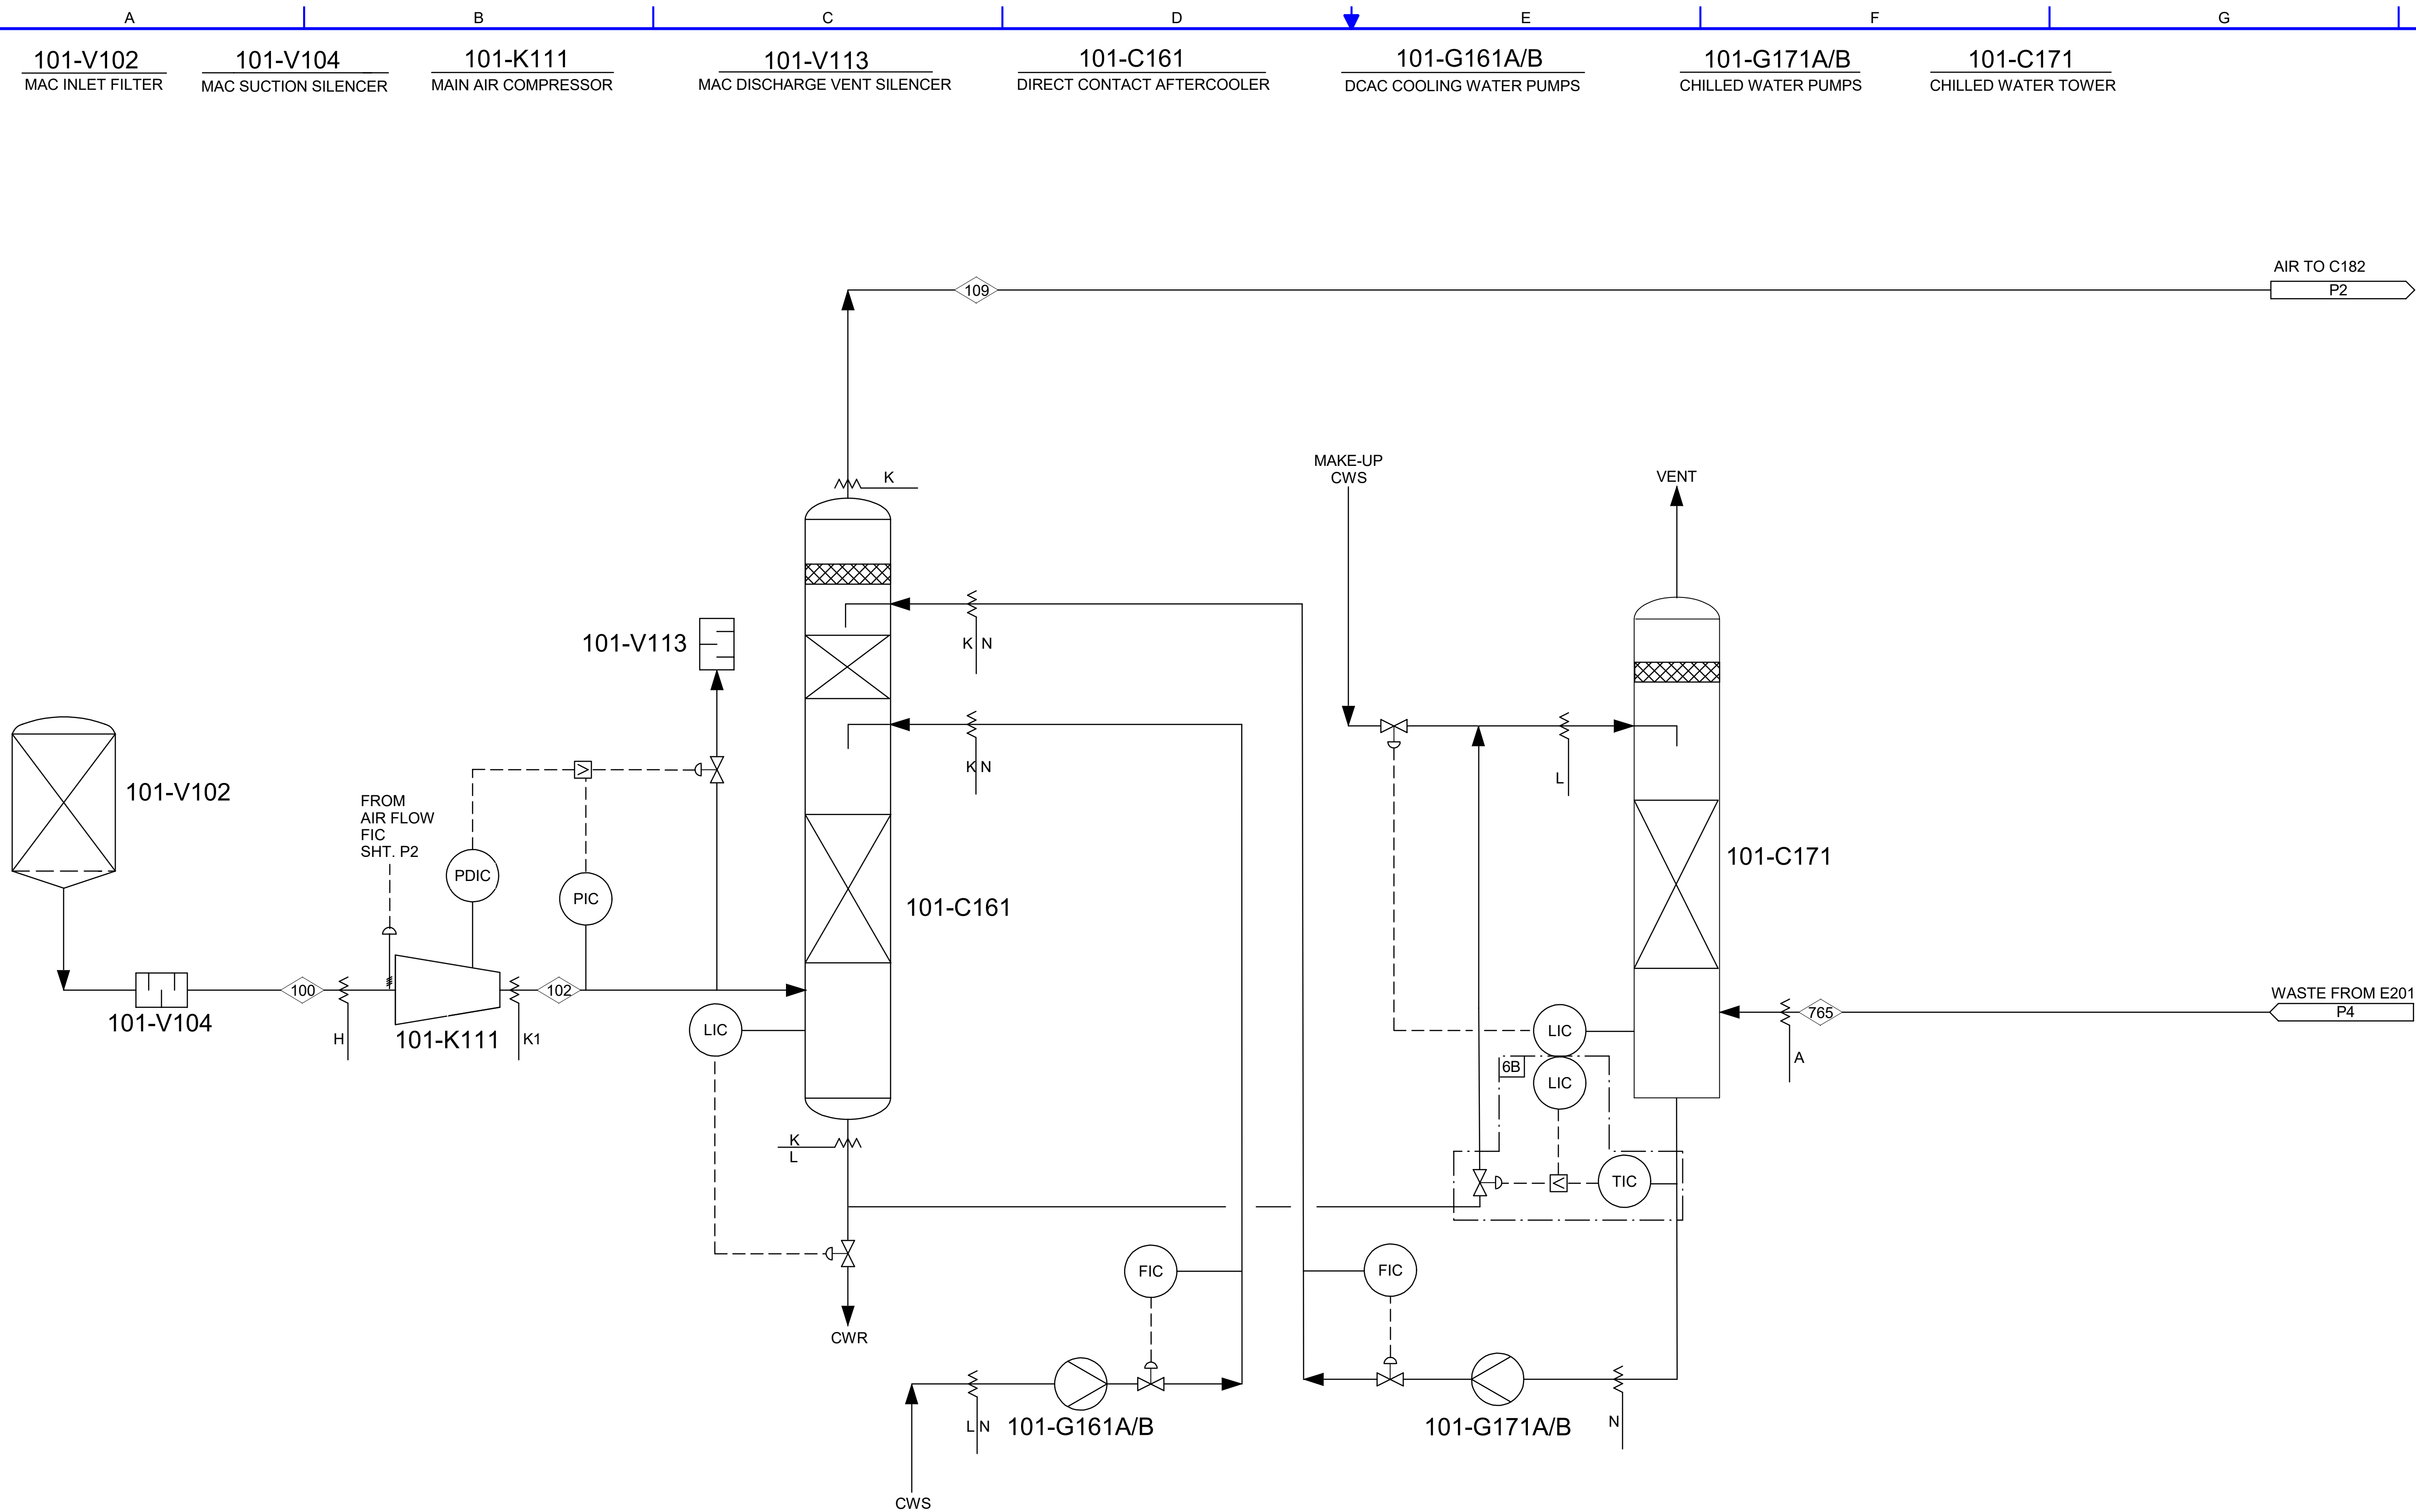 A
B
C
D
E
F
G
101-V102
MAC INLET FILTER
101-V104
MAC SUCTION SILENCER
101-K111
MAIN AIR COMPRESSOR
101-V113
MAC DISCHARGE VENT SILENCER
101-C161
DIRECT CONTACT AFTERCOOLER
101-G161A/B
DCAC COOLING WATER PUMPS
101-G171A/B
CHILLED WATER PUMPS
101-C171
CHILLED WATER TOWER
AIR TO C182
P2
109
K
MAKE-UP
CWS
VENT
101-V113
K N
K N
L
101-V102
FROM
AIR FLOW
FIC
SHT. P2
PDIC
PIC
101-C161
101-C171
100
102
101-V104
H
101-K111
K1
LIC
WASTE FROM E201
P4
765
A
LIC
6B
LIC
K
L
TIC
FIC
FIC
CWR
L N
101-G161A/B
101-G171A/B
N
CWS